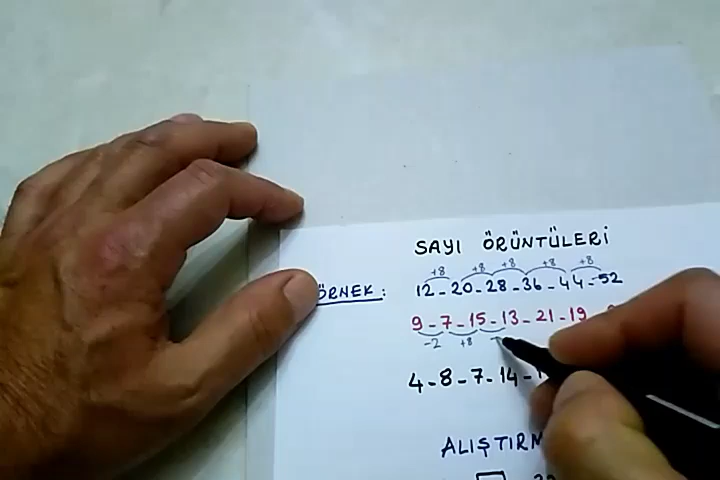 SAYI ÖRÜNTÜLERİ
+8 +8 +8 +8 +8
ÖRNEK: 12-20-28-36-44-52
9-7-15-13-21-19
-2 +8
4-8-7-14
ALIŞTIRM